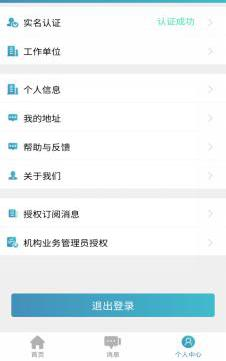 实名认证 认证成功
工作单位
个人信息
我的地址
帮助与反馈
关于我们
授权订阅消息
机构业务管理员授权
退出登录
首页 消息 个人中心